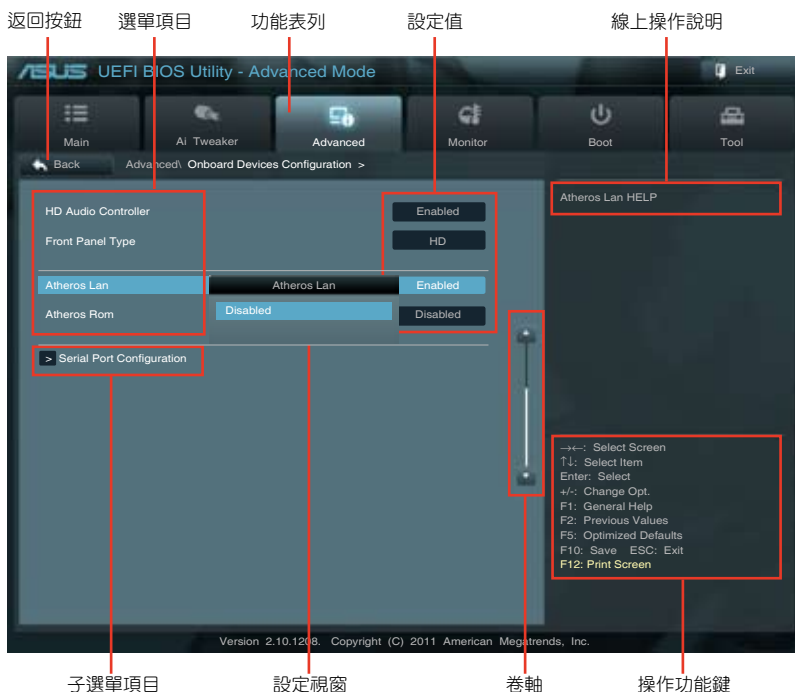 返回按鈕 選單項目 功能表列 設定值 線上操作說明
ASUS UEFI BIOS Utility - Advanced Mode Exit
Main Ai Tweaker Advanced Monitor Boot Tool
Back Advanced\ Onboard Devices Configuration >
Atheros Lan HELP
HD Audio Controller Enabled
Front Panel Type HD
Atheros Lan Atheros Lan Enabled
Atheros Rom Disabled Disabled
> Serial Port Configuration
→←: Select Screen
↑↓: Select Item
Enter: Select
+/-: Change Opt.
F1: General Help
F2: Previous Values
F5: Optimized Defaults
F10: Save ESC: Exit
F12: Print Screen
Version 2.10.1208. Copyright (C) 2011 American Megatrends, Inc.
子選單項目 設定視窗 卷軸 操作功能鍵